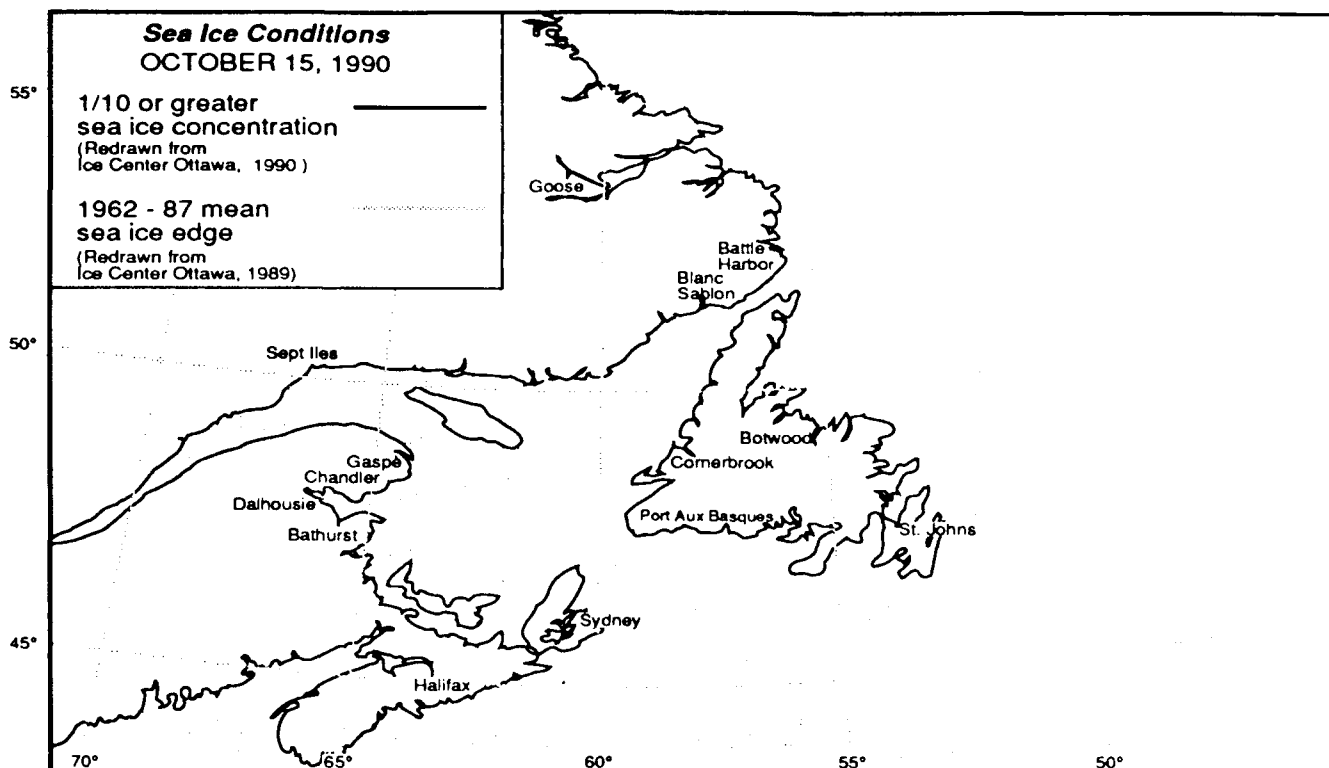 Sea Ice Conditions
OCTOBER 15, 1990
1/10 or greater
sea ice concentration
(Redrawn from
Ice Center Ottawa, 1990 )
1962 - 87 mean
sea ice edge
(Redrawn from
Ice Center Ottawa, 1989)
55°
Goose
Battle
Harbor
Blanc
Sablon
50°
Sept Iles
Botwood
Gaspe
Cornerbrook
Chandler
Dalhousie
Port Aux Basques
St. Johns
Bathurst
Sydney
45°
Halifax
70°
65°
60°
55°
50°